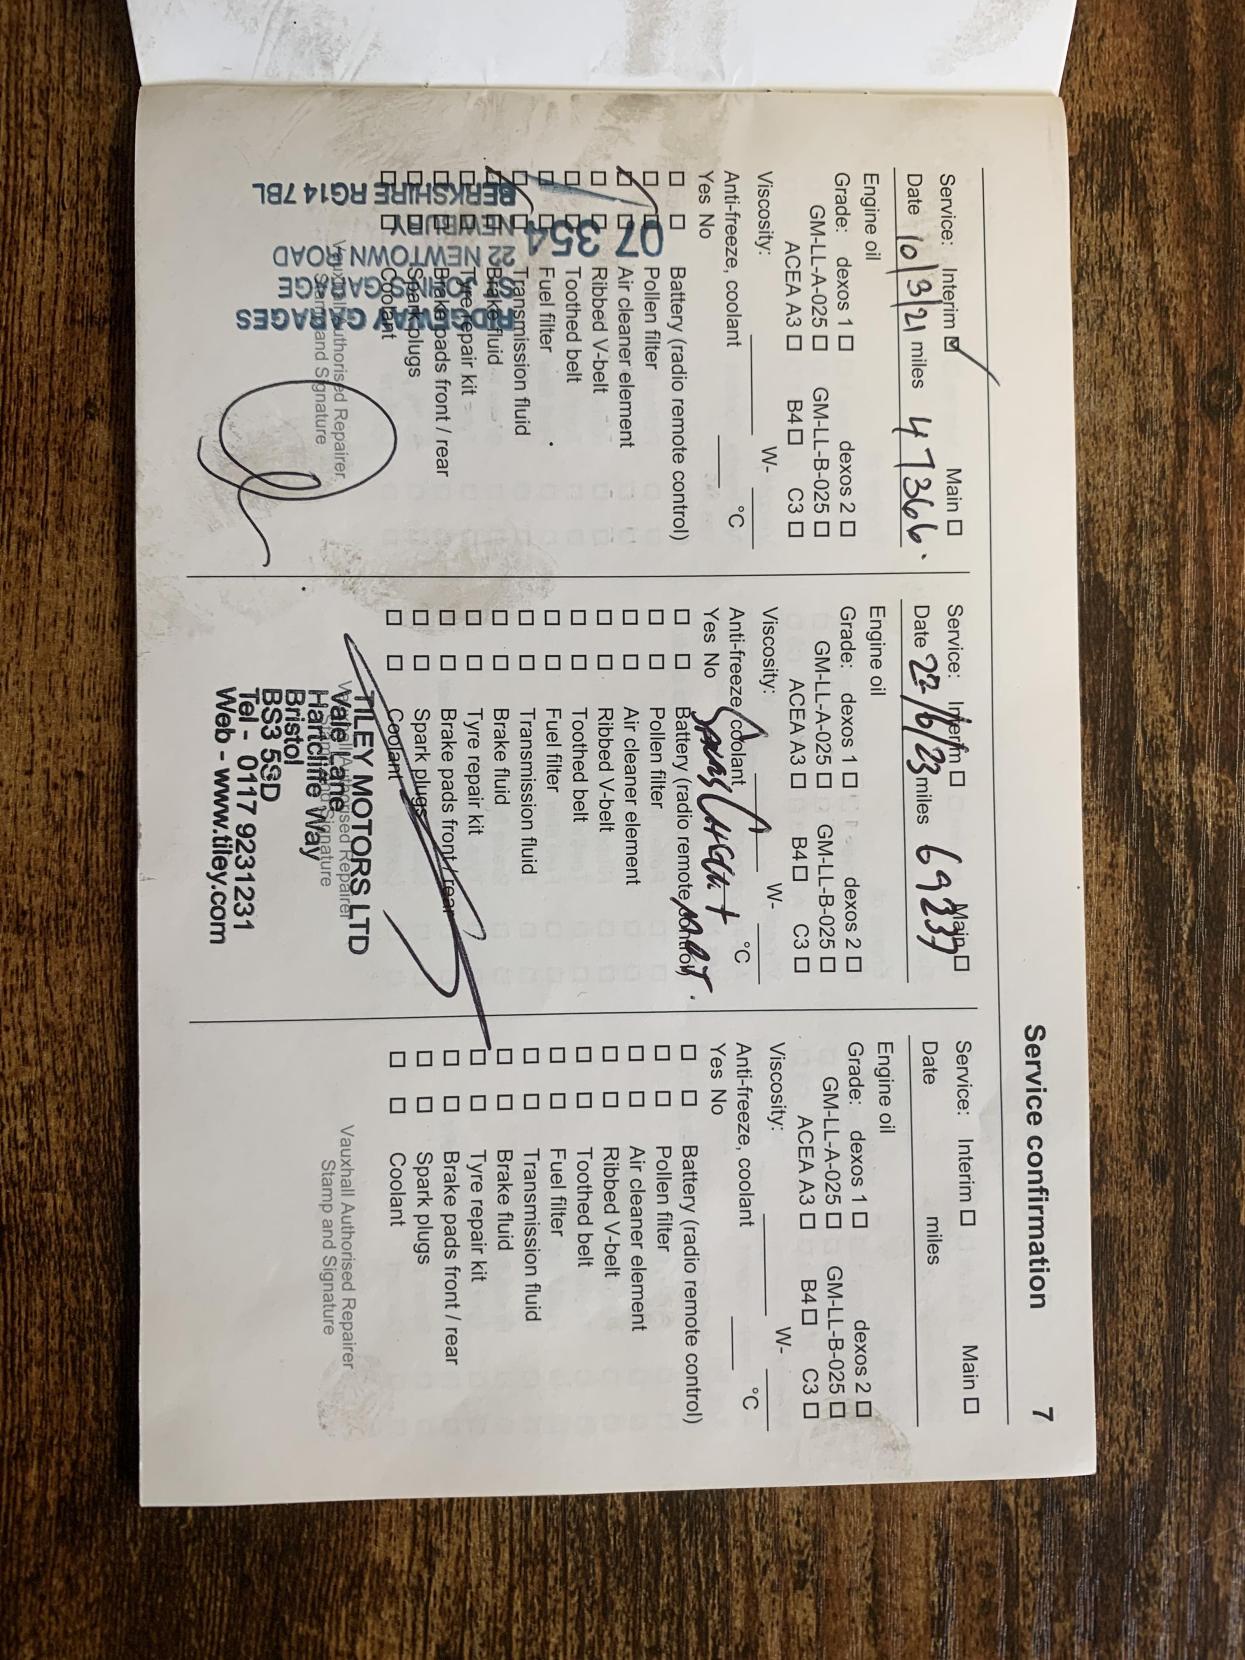 Service confirmation 7
Service: Interim ☑ Main ☐
Date 10/3/21 miles 47366.
Engine oil
Grade: dexos 1 ☐ dexos 2 ☐
GM-LL-A-025 ☐ GM-LL-B-025 ☐
ACEA A3 ☐ B4 ☐ C3 ☐
Viscosity: W-
Anti-freeze, coolant °C
Yes No
☐ ☐ Battery (radio remote control)
☐ ☐ Pollen filter
☐ ☐ Air cleaner element
☐ ☐ Ribbed V-belt
☐ ☐ Toothed belt
☐ ☐ Fuel filter
☐ ☐ Transmission fluid
☐ ☐ Brake fluid
☐ ☐ Tyre repair kit
☐ ☐ Brake pads front / rear
☐ ☐ Spark plugs
☐ ☐ Coolant
Vauxhall Authorised Repairer
Stamp and Signature
RIDGEWAY GARAGES
ST JOHNS GARAGE
22 NEWTOWN ROAD
NEWBURY
BERKSHIRE RG14 7BL
07 354
Service: Interim ☐ Main ☐
Date 22/6/23 miles 69237
Engine oil
Grade: dexos 1 ☐ dexos 2 ☐
GM-LL-A-025 ☐ GM-LL-B-025 ☐
ACEA A3 ☐ B4 ☐ C3 ☐
Viscosity: W-
Anti-freeze, coolant °C
Yes No
☐ ☐ Battery (radio remote control)
☐ ☐ Pollen filter
☐ ☐ Air cleaner element
☐ ☐ Ribbed V-belt
☐ ☐ Toothed belt
☐ ☐ Fuel filter
☐ ☐ Transmission fluid
☐ ☐ Brake fluid
☐ ☐ Tyre repair kit
☐ ☐ Brake pads front / rear
☐ ☐ Spark plugs
☐ ☐ Coolant
Vauxhall Authorised Repairer
Stamp and Signature
TILEY MOTORS LTD
Vale Lane
Hartcliffe Way
Bristol
BS3 5SD
Tel - 0117 9231231
Web - www.tiley.com
Service: Interim ☐ Main ☐
Date miles
Engine oil
Grade: dexos 1 ☐ dexos 2 ☐
GM-LL-A-025 ☐ GM-LL-B-025 ☐
ACEA A3 ☐ B4 ☐ C3 ☐
Viscosity: W-
Anti-freeze, coolant °C
Yes No
☐ ☐ Battery (radio remote control)
☐ ☐ Pollen filter
☐ ☐ Air cleaner element
☐ ☐ Ribbed V-belt
☐ ☐ Toothed belt
☐ ☐ Fuel filter
☐ ☐ Transmission fluid
☐ ☐ Brake fluid
☐ ☐ Tyre repair kit
☐ ☐ Brake pads front / rear
☐ ☐ Spark plugs
☐ ☐ Coolant
Vauxhall Authorised Repairer
Stamp and Signature